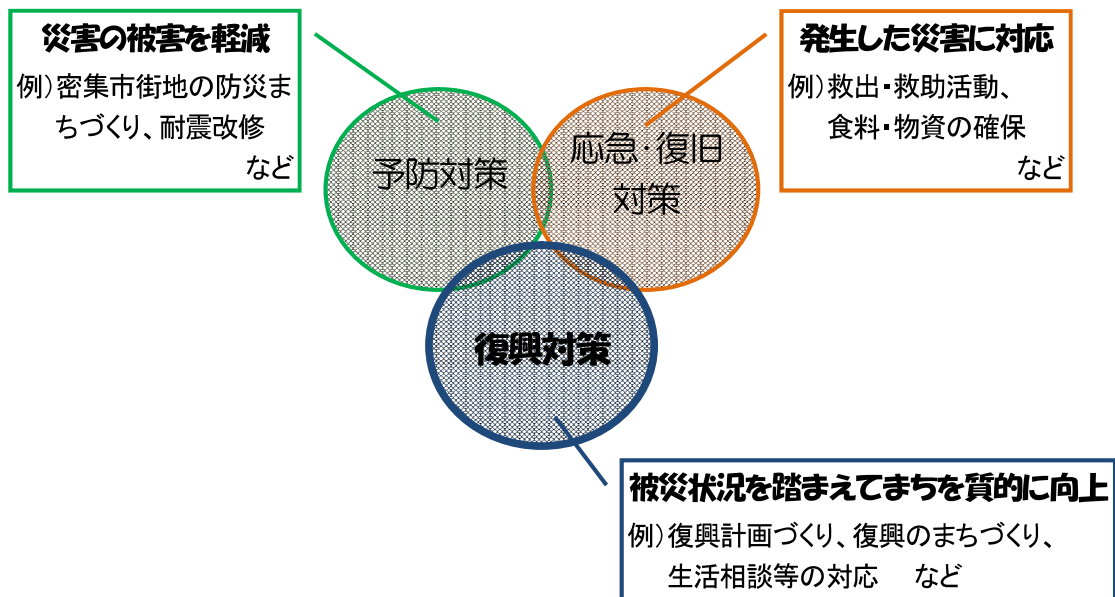 災害の被害を軽減
例)密集市街地の防災ま
ちづくり、耐震改修
など
発生した災害に対応
例)救出・救助活動、
食料・物資の確保
など
予防対策
応急・復旧
対策
復興対策
被災状況を踏まえてまちを質的に向上
例)復興計画づくり、復興のまちづくり、
生活相談等の対応　など